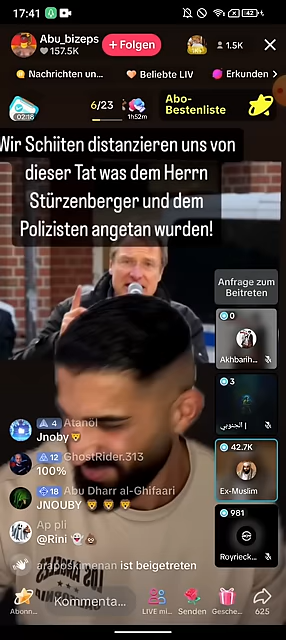 17:41
42
Abu_bizeps
157.5K
+ Folgen
1.5K
Nachrichten un...
Beliebte LIV
Erkunden >
02:18
6/23
1h52m
Abo-
Bestenliste
Wir Schiiten distanzieren uns von
dieser Tat was dem Herrn
Stürzenberger und dem
Polizisten angetan wurden!
Anfrage zum
Beitreten
0
Akhbarih...
3
الجنوبي | ...
42.7K
Ex-Muslim
981
Royrieck...
4 Atanöl
Jnoby🦁
12 GhostRider.313
100%
18 Abu Dharr al-Ghifaari
JNOUBY 🦁 🦁 🦁
Ap pli
@Rini 👻 💩
araposkimenan ist beigetreten
Abonn...
Kommenta...
LIVE mi...
Senden
Gesche...
625